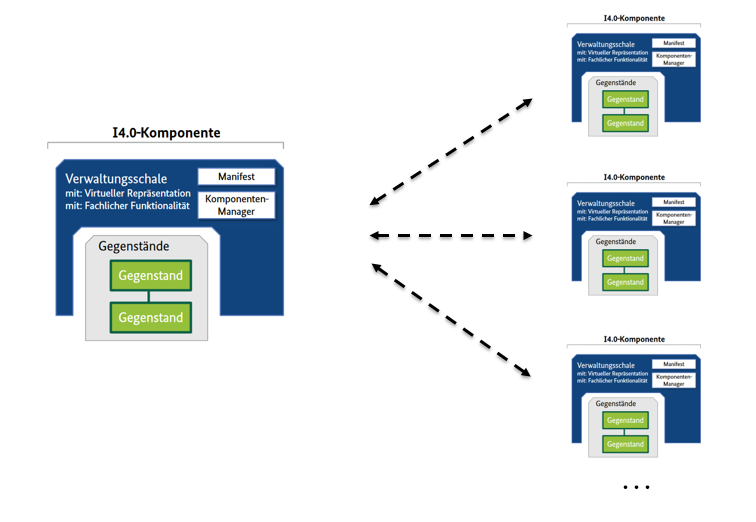 I4.0-Komponente
Verwaltungsschale
mit: Virtueller Repräsentation
mit: Fachlicher Funktionalität
Manifest
Komponenten-
Manager
Gegenstände
Gegenstand
Gegenstand
I4.0-Komponente
Verwaltungsschale
mit: Virtueller Repräsentation
mit: Fachlicher Funktionalität
Manifest
Komponenten-
Manager
Gegenstände
Gegenstand
Gegenstand
I4.0-Komponente
Verwaltungsschale
mit: Virtueller Repräsentation
mit: Fachlicher Funktionalität
Manifest
Komponenten-
Manager
Gegenstände
Gegenstand
Gegenstand
I4.0-Komponente
Verwaltungsschale
mit: Virtueller Repräsentation
mit: Fachlicher Funktionalität
Manifest
Komponenten-
Manager
Gegenstände
Gegenstand
Gegenstand
...